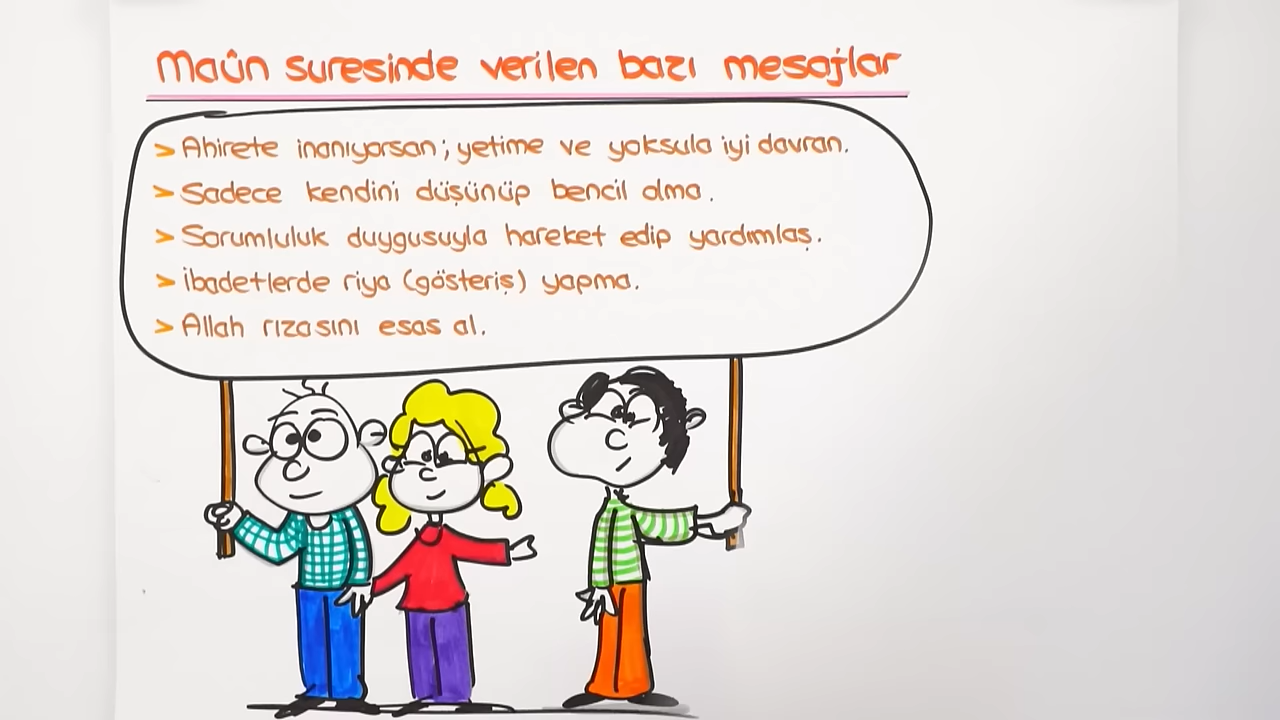 Maûn suresinde verilen bazı mesajlar
> Ahirete inanıyorsan; yetime ve yoksula iyi davran.
> Sadece kendini düşünüp bencil olma.
> Sorumluluk duygusuyla hareket edip yardımlaş.
> İbadetlerde riya (gösteriş) yapma.
> Allah rızasını esas al.